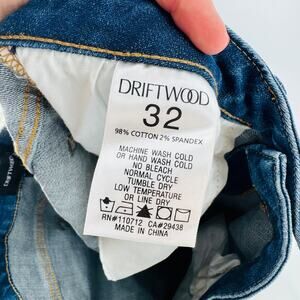 DRIFTWOOD
32
98% COTTON 2% SPANDEX
MACHINE WASH COLD
OR HAND WASH COLD
NO BLEACH
NORMAL CYCLE
TUMBLE DRY
LOW TEMPERATURE
OR LINE DRY
RN#110712 CA#29438
MADE IN CHINA
DRIFTWOOD